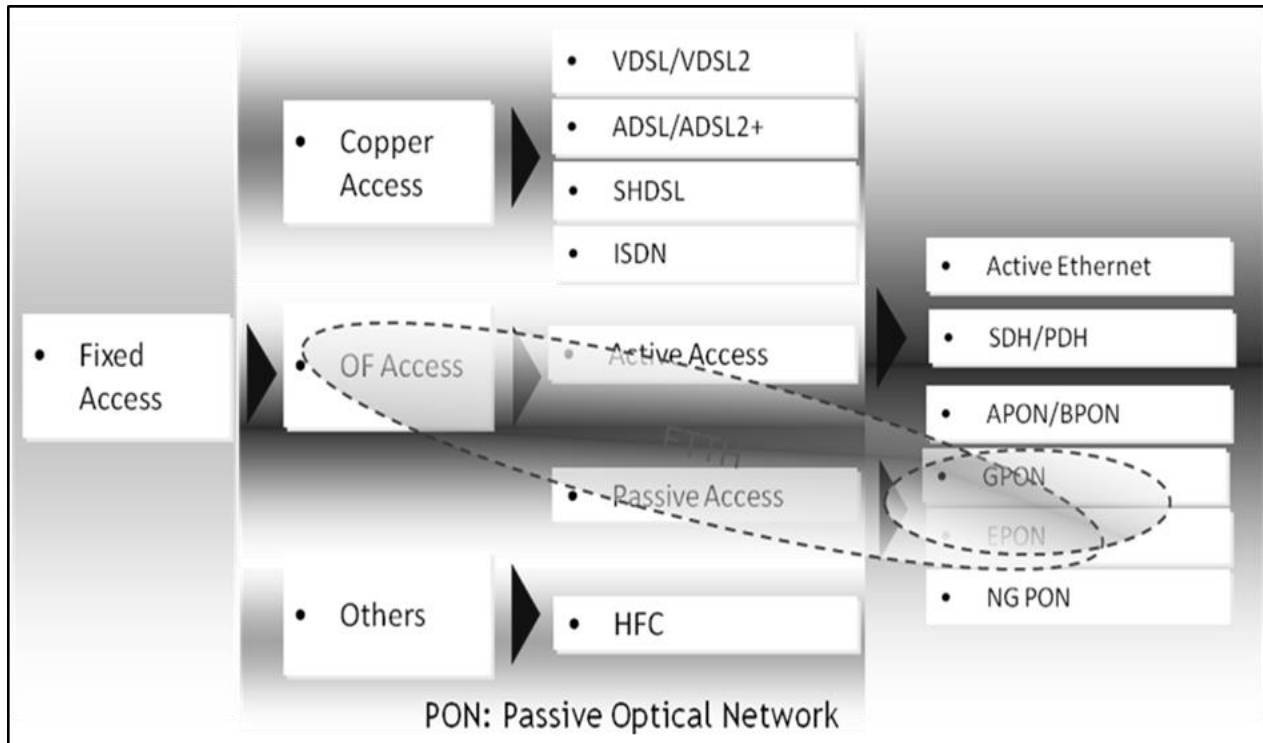 Fixed
Access
Copper
Access
OF Access
Others
VDSL/VDSL2
ADSL/ADSL2+
SHDSL
ISDN
Active Access
FTTH
Passive Access
HFC
Active Ethernet
SDH/PDH
APON/BPON
GPON
EPON
NG PON
PON: Passive Optical Network